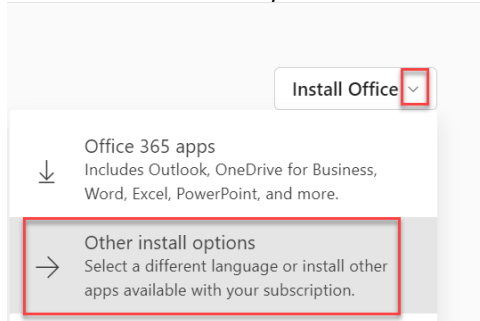 Install Office
Office 365 apps
Includes Outlook, OneDrive for Business,
Word, Excel, PowerPoint, and more.
Other install options
Select a different language or install other
apps available with your subscription.